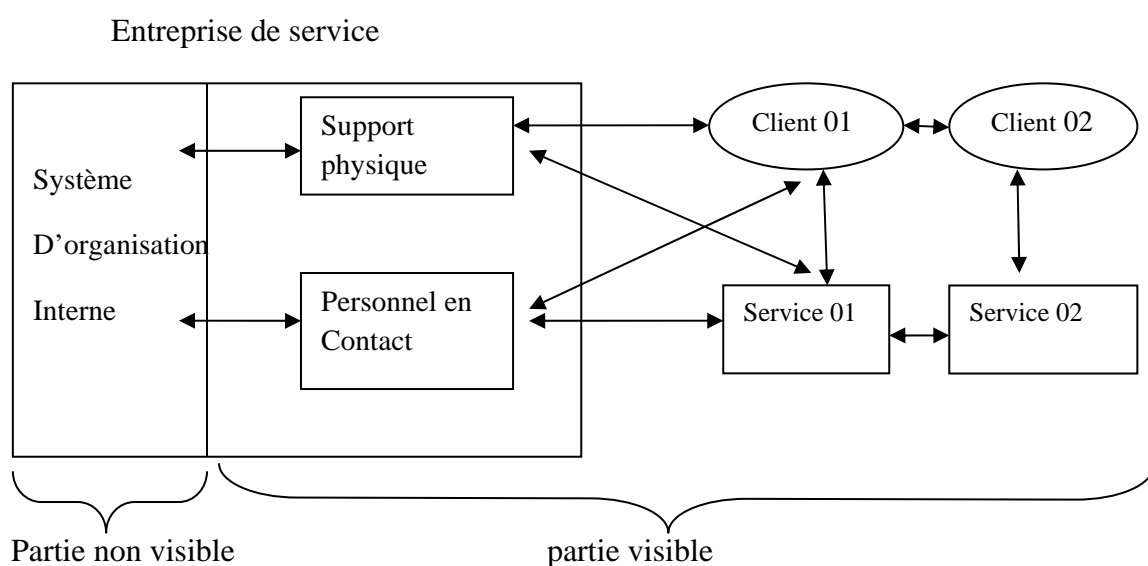 Entreprise de service
Système
D'organisation
Interne
Support
physique
Personnel en
Contact
Client 01
Client 02
Service 01
Service 02
Partie non visible
partie visible